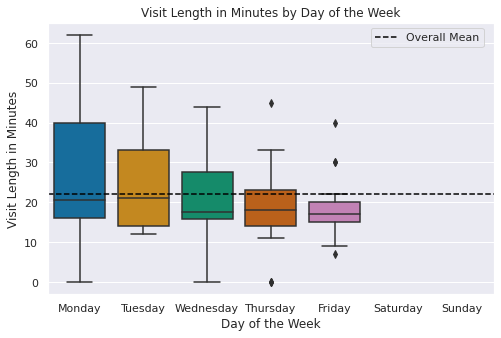 Visit Length in Minutes by Day of the Week
Overall Mean
Visit Length in Minutes
60
50
40
30
20
10
0
Monday Tuesday Wednesday Thursday Friday Saturday Sunday
Day of the Week